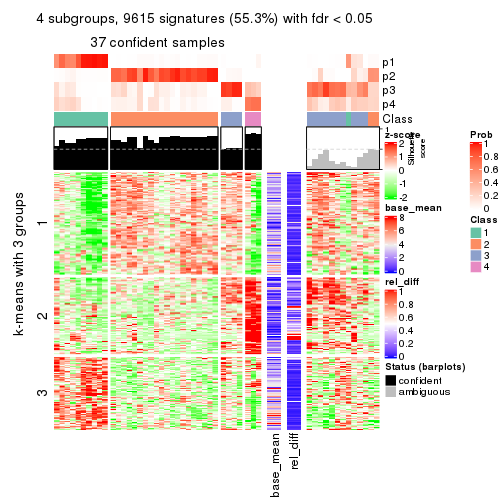 4 subgroups, 9615 signatures (55.3%) with fdr < 0.05
37 confident samples
p1
p2
p3
p4
Class
1
Silhouette
score
k-means with 3 groups
1
2
3
base_mean
rel_diff
z-score
2
1
0
-1
-2
base_mean
8
6
4
2
0
rel_diff
1
0.8
0.6
0.4
0.2
0
Status (barplots)
confident
ambiguous
Prob
1
0.8
0.6
0.4
0.2
0
Class
1
2
3
4